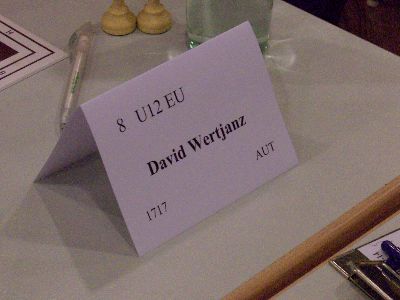 8 U12 EU
David Wertjanz
1717 AUT